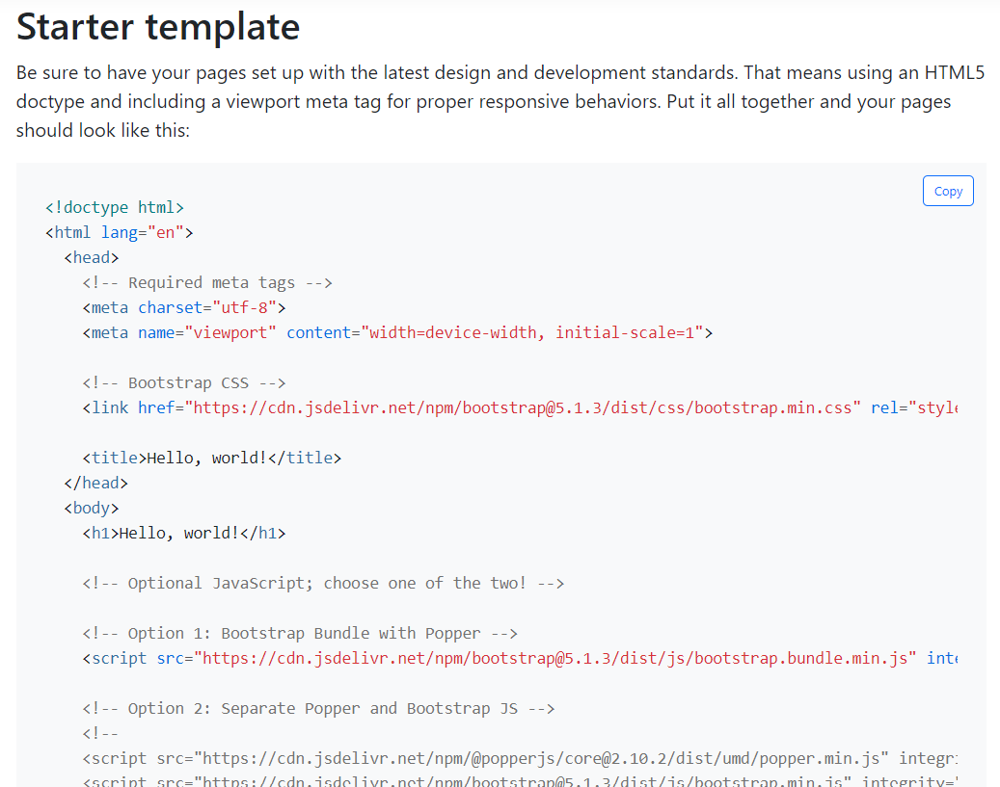 Starter template
Be sure to have your pages set up with the latest design and development standards. That means using an HTML5
doctype and including a viewport meta tag for proper responsive behaviors. Put it all together and your pages
should look like this:
Copy
<!doctype html>
<html lang="en">
  <head>
    <!-- Required meta tags -->
    <meta charset="utf-8">
    <meta name="viewport" content="width=device-width, initial-scale=1">

    <!-- Bootstrap CSS -->
    <link href="https://cdn.jsdelivr.net/npm/bootstrap@5.1.3/dist/css/bootstrap.min.css" rel="style

    <title>Hello, world!</title>
  </head>
  <body>
    <h1>Hello, world!</h1>

    <!-- Optional JavaScript; choose one of the two! -->

    <!-- Option 1: Bootstrap Bundle with Popper -->
    <script src="https://cdn.jsdelivr.net/npm/bootstrap@5.1.3/dist/js/bootstrap.bundle.min.js" inte

    <!-- Option 2: Separate Popper and Bootstrap JS -->
    <!--
    <script src="https://cdn.jsdelivr.net/npm/@popperjs/core@2.10.2/dist/umd/popper.min.js" integri
    <script src="https://cdn.jsdelivr.net/npm/bootstrap@5.1.3/dist/js/bootstrap.min.js" integrity="